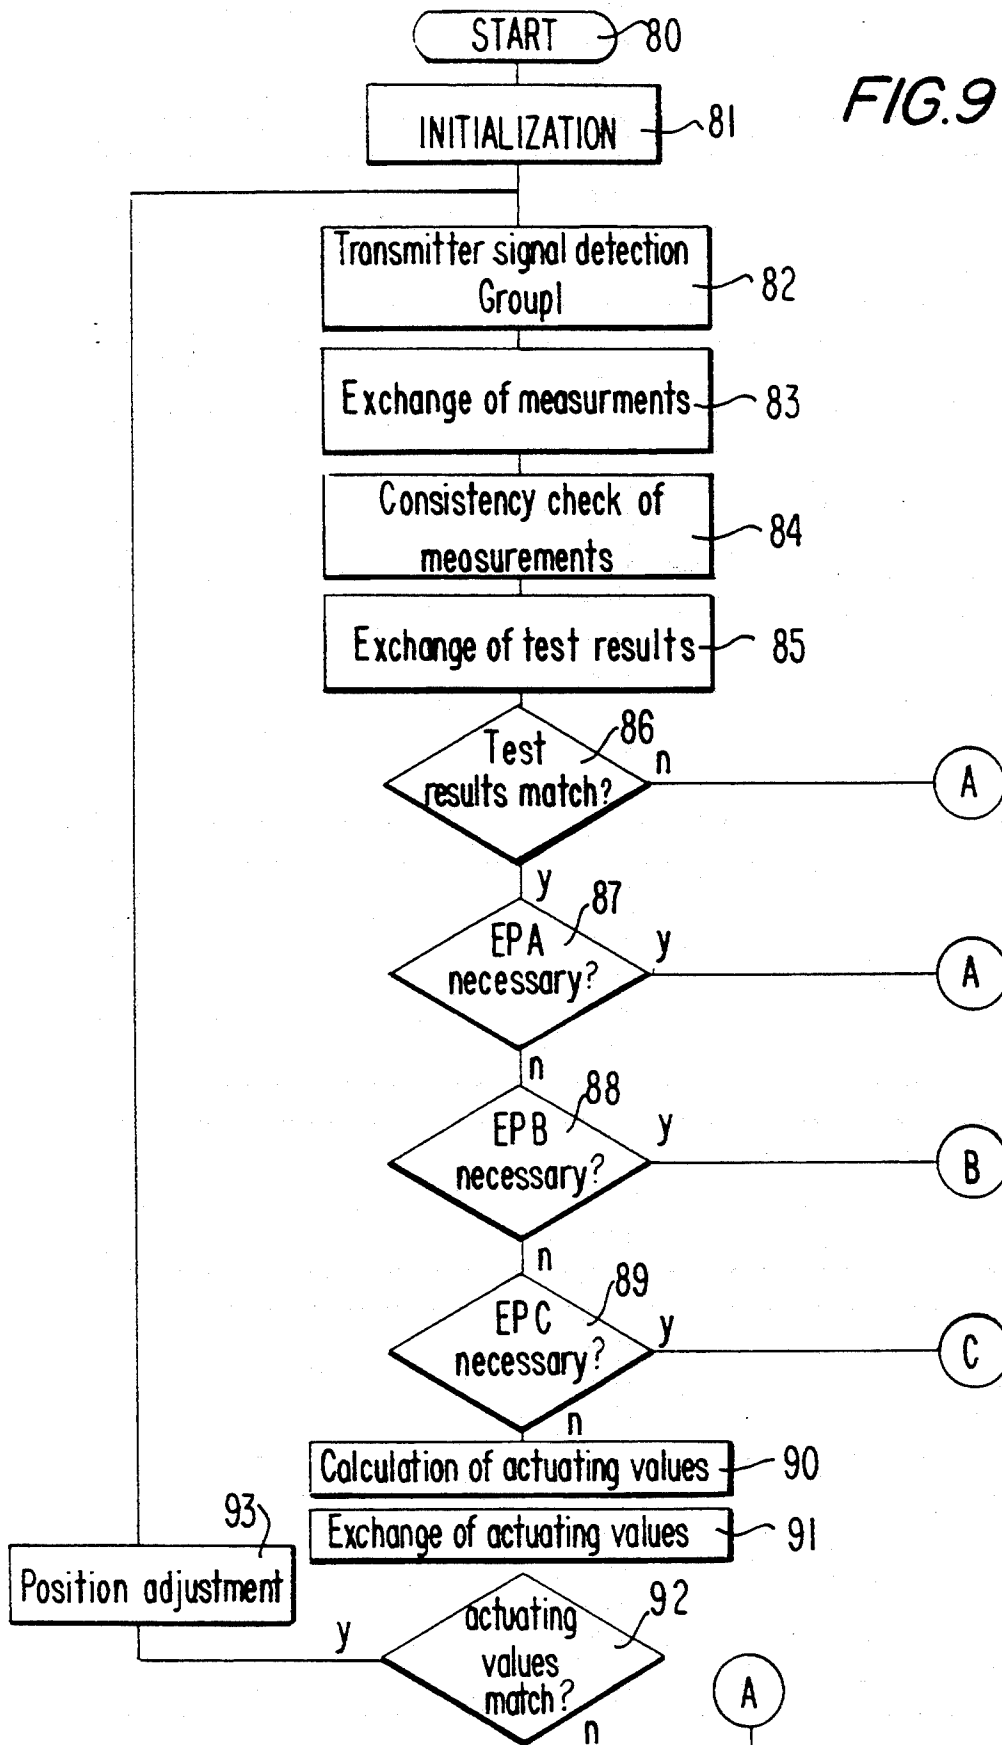 START
80
FIG.9
INITIALIZATION
81
Transmitter signal detection
Group1
82
Exchange of measurments
83
Consistency check of
measurements
84
Exchange of test results
85
86
Test
results match?
n
A
y
87
EPA
necessary?
y
A
n
88
EPB
necessary?
y
B
n
89
EPC
necessary?
y
C
n
Calculation of actuating values
90
Exchange of actuating values
91
93
Position adjustment
92
actuating
values
match?
y
n
A